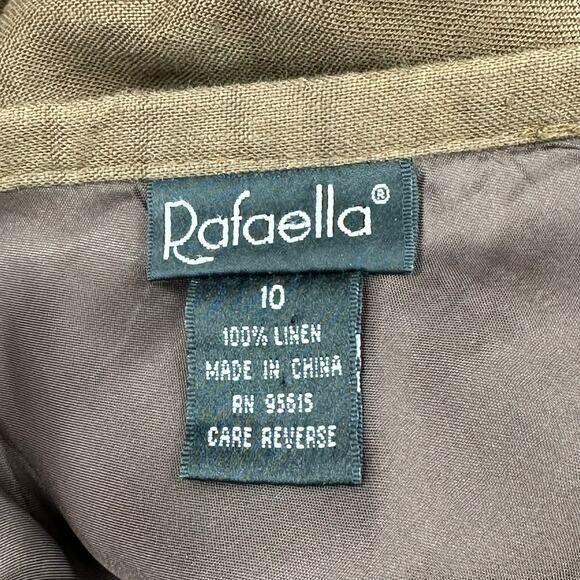 Rafaella®
10
100% LINEN
MADE IN CHINA
RN 95615
CARE REVERSE